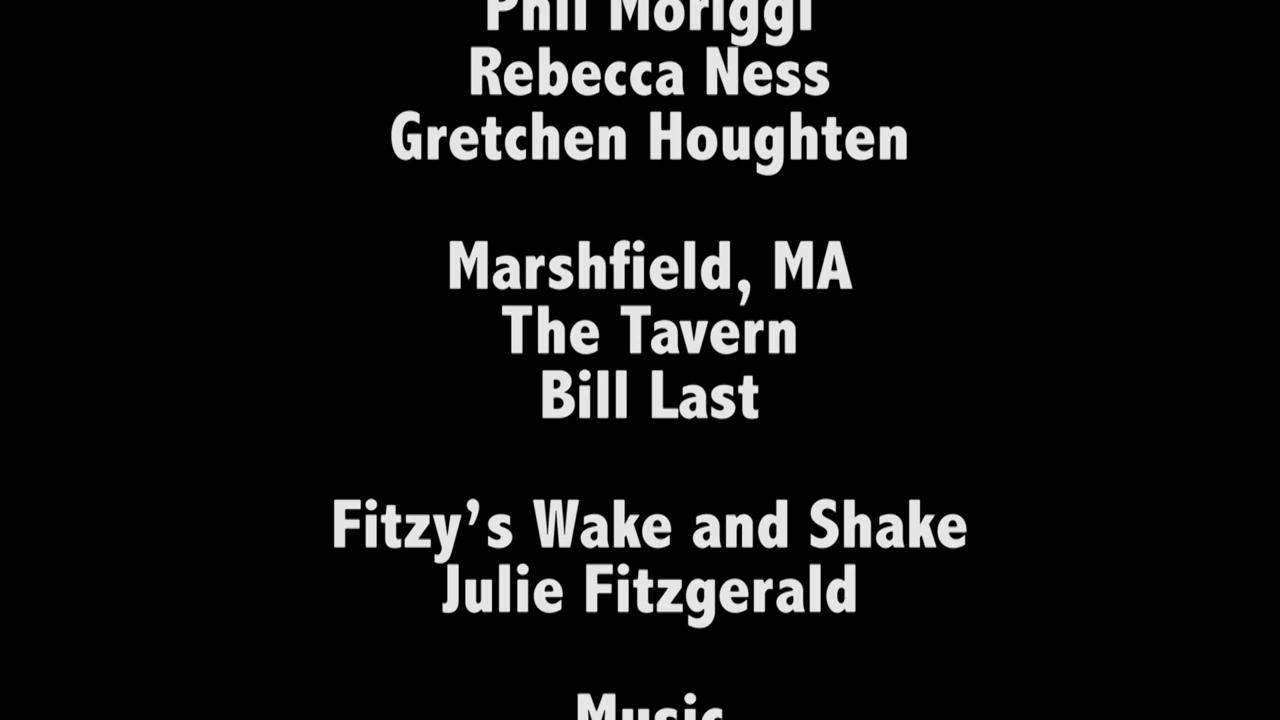 Phil Moriggi
Rebecca Ness
Gretchen Houghten
Marshfield, MA
The Tavern
Bill Last
Fitzy’s Wake and Shake
Julie Fitzgerald
Music